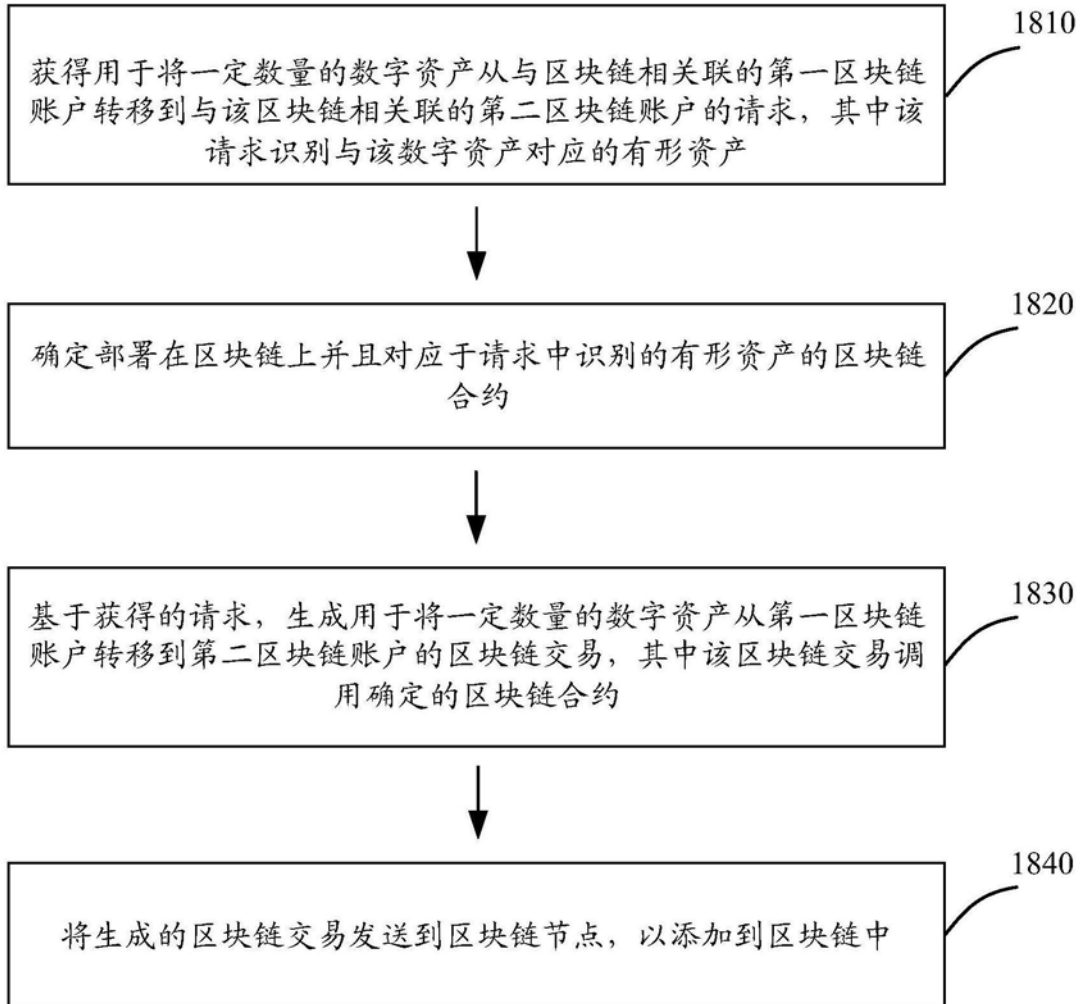 1810
获得用于将一定数量的数字资产从与区块链相关联的第一区块链
账户转移到与该区块链相关联的第二区块链账户的请求，其中该
请求识别与该数字资产对应的有形资产
1820
确定部署在区块链上并且对应于请求中识别的有形资产的区块链
合约
1830
基于获得的请求，生成用于将一定数量的数字资产从第一区块链
账户转移到第二区块链账户的区块链交易，其中该区块链交易调
用确定的区块链合约
1840
将生成的区块链交易发送到区块链节点，以添加到区块链中